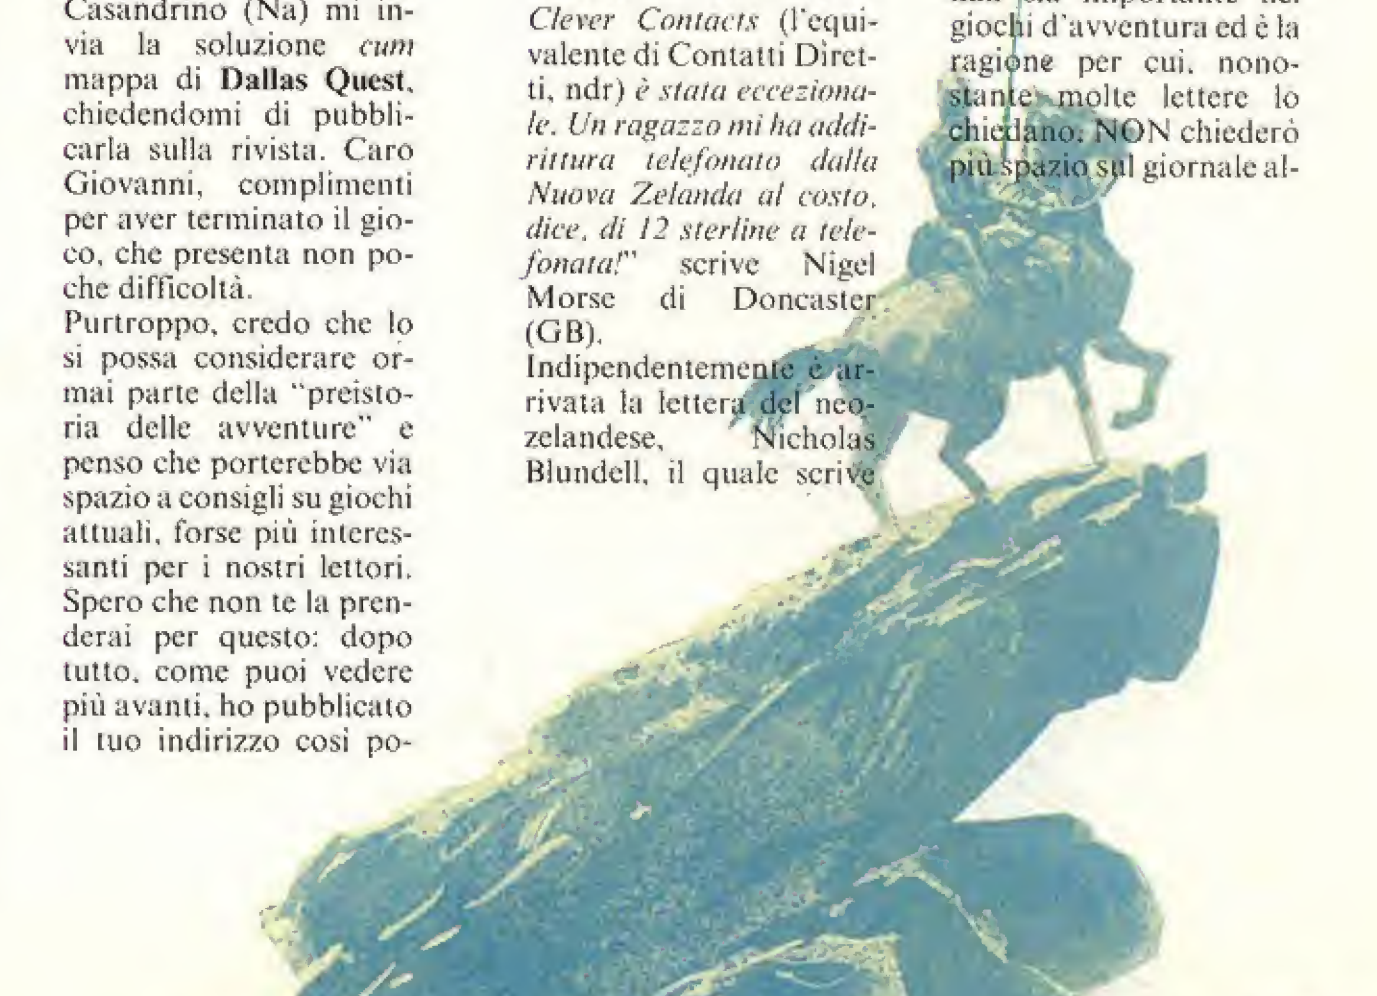 Casandrino (Na) mi in-
via la soluzione cum
mappa di Dallas Quest,
chiedendomi di pubbli-
carla sulla rivista. Caro
Giovanni, complimenti
per aver terminato il gio-
co, che presenta non po-
che difficoltà.
Purtroppo, credo che lo
si possa considerare or-
mai parte della "preisto-
ria delle avventure" e
penso che porterebbe via
spazio a consigli su giochi
attuali, forse più interes-
santi per i nostri lettori.
Spero che non te la pren-
derai per questo: dopo
tutto, come puoi vedere
più avanti, ho pubblicato
il tuo indirizzo così po-
Clever Contacts (l'equi-
valente di Contatti Diret-
ti, ndr) è stata ecceziona-
le. Un ragazzo mi ha addi-
rittura telefonato dalla
Nuova Zelanda al costo,
dice, di 12 sterline a tele-
fonata!" scrive Nigel
Morse di Doncaster
(GB).
Indipendentemente è ar-
rivata la lettera del neo-
zelandese, Nicholas
Blundell, il quale scrive
importante nei
giochi d'avventura ed è la
ragione per cui, nono-
stante molte lettere lo
chiedano, NON chiederò
più spazio sul giornale al-